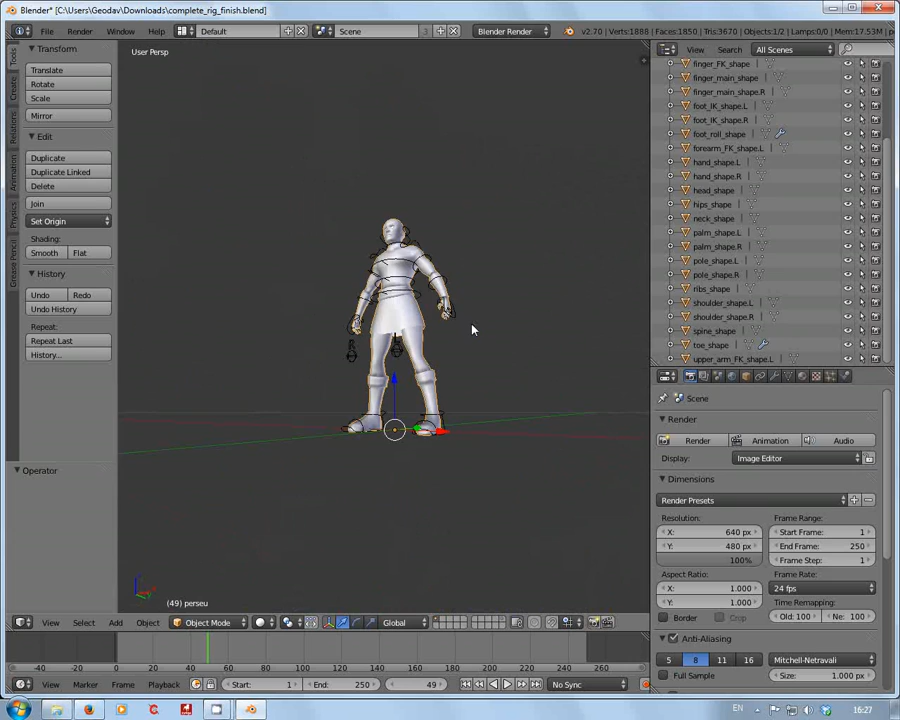 Blender* [C:\Users\Geodav\Downloads\complete_rig_finish.blend]
File Render Window Help Default Scene 3 F Blender Render v2.70 | Verts:1888 | Faces:1850 | Tris:3670 | Objects:1/2 | Lamps:0/0 | Mem:17.53M
Tools
Create
Relations
Animation
Physics
Grease Pencil
Transform
Translate
Rotate
Scale
Mirror
Edit
Duplicate
Duplicate Linked
Delete
Join
Set Origin
Shading:
Smooth Flat
History
Undo Redo
Undo History
Repeat:
Repeat Last
History...
Operator
User Persp
(49) perseu
View Search All Scenes
finger_FK_shape
finger_main_shape
finger_main_shape.R
foot_IK_shape.L
foot_IK_shape.R
foot_roll_shape
forearm_FK_shape.L
hand_shape.L
hand_shape.R
head_shape
hips_shape
neck_shape
palm_shape.L
palm_shape.R
pole_shape.L
pole_shape.R
ribs_shape
shoulder_shape.L
shoulder_shape.R
spine_shape
toe_shape
upper_arm_FK_shape.L
Scene
Render
Render Animation Audio
Display: Image Editor
Dimensions
Render Presets
Resolution: Frame Range:
X: 640 px Start Frame: 1
Y: 480 px End Frame: 250
100% Frame Step: 1
Aspect Ratio: Frame Rate:
X: 1.000 24 fps
Y: 1.000 Time Remapping:
Border Crop Old: 100 Ne: 100
Anti-Aliasing
5 8 11 16 Mitchell-Netravali
Full Sample Size: 1.000 px
View Select Add Object Object Mode Global
-40 -20 0 20 40 60 80 100 120 140 160 180 200 220 240 260
View Marker Frame Playback Start: 1 End: 250 49 No Sync
EN 16:27